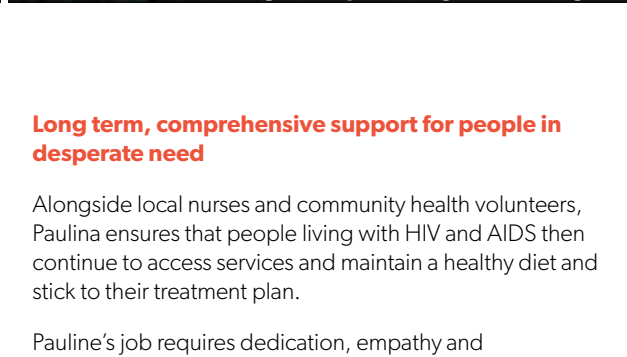 Long term, comprehensive support for people in
desperate need
Alongside local nurses and community health volunteers,
Paulina ensures that people living with HIV and AIDS then
continue to access services and maintain a healthy diet and
stick to their treatment plan.
Pauline’s job requires dedication, empathy and